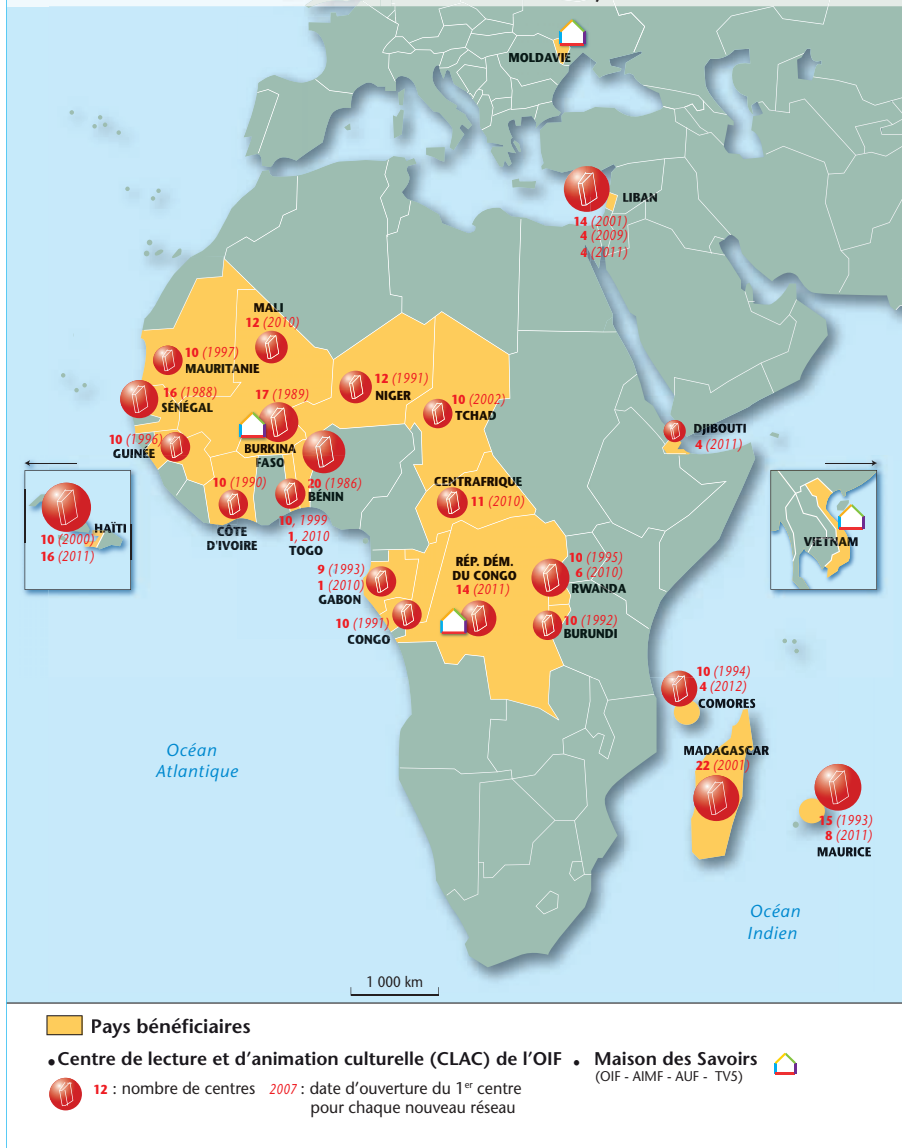 MOLDAVIE
LIBAN
14 (2001)
4 (2009)
4 (2011)
MALI
12 (2010)
10 (1997)
MAURITANIE
16 (1988)
SÉNÉGAL
17 (1989)
BURKINA
FASO
12 (1991)
NIGER
10 (2002)
TCHAD
DJIBOUTI
4 (2011)
10 (1996)
GUINÉE
10 (1990)
CÔTE
D'IVOIRE
20 (1986)
BÉNIN
10, 1999
1, 2010
TOGO
CENTRAFRIQUE
11 (2010)
HAÏTI
10 (2000)
16 (2011)
VIETNAM
9 (1993)
1 (2010)
GABON
10 (1991)
CONGO
RÉP. DÉM.
DU CONGO
14 (2011)
10 (1995)
6 (2010)
RWANDA
10 (1992)
BURUNDI
10 (1994)
4 (2012)
COMORES
MADAGASCAR
22 (2001)
15 (1993)
8 (2011)
MAURICE
Océan
Atlantique
Océan
Indien
1 000 km
Pays bénéficiaires
• Centre de lecture et d'animation culturelle (CLAC) de l'OIF
12 : nombre de centres 2007 : date d'ouverture du 1er centre
pour chaque nouveau réseau
• Maison des Savoirs
(OIF - AIMF - AUF - TV5)